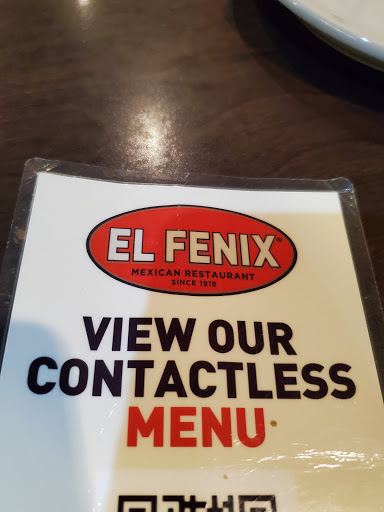 EL FENIX®
MEXICAN RESTAURANT
SINCE 1918
VIEW OUR
CONTACTLESS
MENU